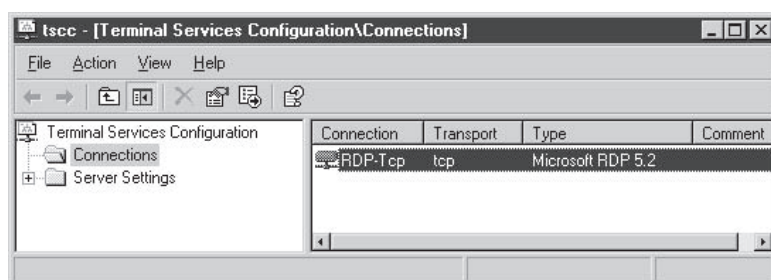 tscc - [Terminal Services Configuration\Connections]
File Action View Help
Terminal Services Configuration
Connections
Server Settings
Connection Transport Type Comment
RDP-Tcp tcp Microsoft RDP 5.2